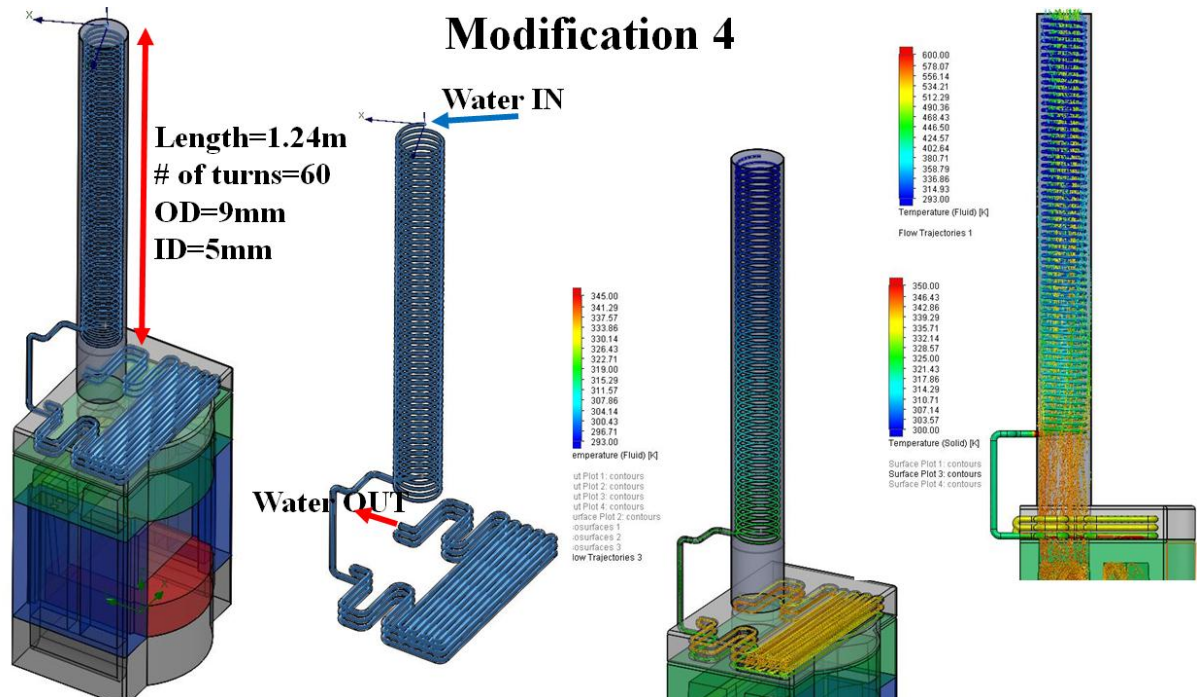 Modification 4
Length=1.24m
# of turns=60
OD=9mm
ID=5mm
Water IN
Water OUT
X
X
345.00
341.29
337.57
333.86
330.14
326.43
322.71
319.00
315.29
311.57
307.86
304.14
300.43
296.71
293.00
emperature (Fluid) [K]
ut Plot 1: contours
ut Plot 2: contours
ut Plot 3: contours
ut Plot 4: contours
urface Plot 2: contours
osurfaces 1
osurfaces 2
osurfaces 3
low Trajectories 3
600.00
578.07
556.14
534.21
512.29
490.36
468.43
446.50
424.57
402.64
380.71
358.79
336.86
314.93
293.00
Temperature (Fluid) [K]
Flow Trajectories 1
350.00
346.43
342.86
339.29
335.71
332.14
328.57
325.00
321.43
317.86
314.29
310.71
307.14
303.57
300.00
Temperature (Solid) [K]
Surface Plot 1: contours
Surface Plot 3: contours
Surface Plot 4: contours